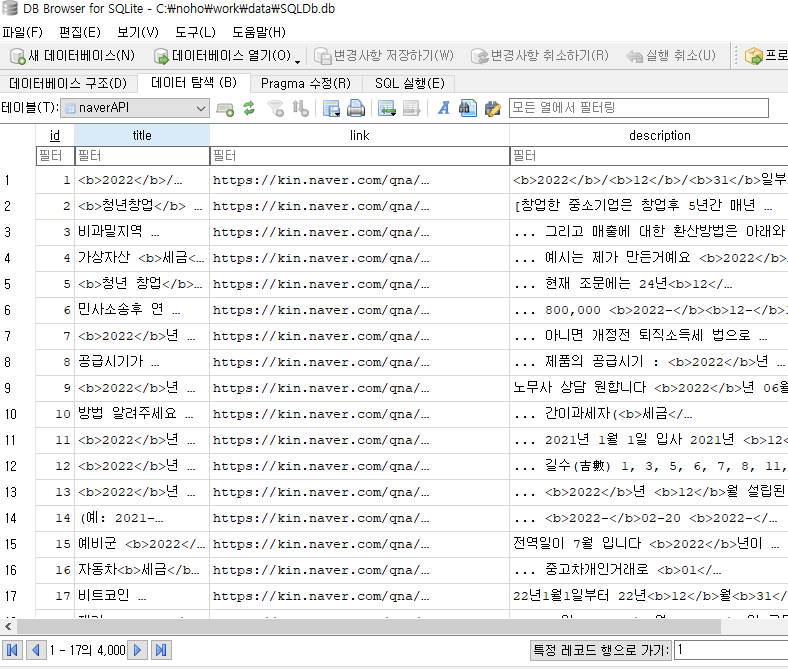 DB Browser for SQLite - C:₩noho₩work₩data₩SQLDb.db
파일(F) 편집(E) 보기(V) 도구(L) 도움말(H)
새 데이터베이스(N) 데이터베이스 열기(O) 변경사항 저장하기(W) 변경사항 취소하기(R) 실행 취소(U) 프로
데이터베이스 구조(D) 데이터 탐색 (B) Pragma 수정(R) SQL 실행(E)
테이블(T): naverAPI 모든 열에서 필터링
id title link description
필터 필터 필터 필터
1 1 <b>2022</b>/… https://kin.naver.com/qna/… <b>2022</b>/<b>12</b>/<b>31</b>일부
2 2 <b>청년창업</b> … https://kin.naver.com/qna/… [창업한 중소기업은 창업후 5년간 매년 …
3 3 비과밀지역 … https://kin.naver.com/qna/… ... 그리고 매출에 대한 환산방법은 아래와
4 4 가상자산 <b>세금<… https://kin.naver.com/qna/… ... 예시는 제가 만든거예요 <b>2022</b>
5 5 <b>청년 창업</b>… https://kin.naver.com/qna/… ... 현재 조문에는 24년<b>12</…
6 6 민사소송후 연 … https://kin.naver.com/qna/… ... 800,000 <b>2022-</b><b>12-</b>1
7 7 <b>2022</b>년 … https://kin.naver.com/qna/… ... 아니면 개정전 퇴직소득세 법으로 …
8 8 공급시기가 … https://kin.naver.com/qna/… ... 제품의 공급시기 : <b>2022</b>년 …
9 9 <b>2022</b>년 … https://kin.naver.com/qna/… 노무사 상담 원합니다 <b>2022</b>년 06월
10 10 방법 알려주세요 … https://kin.naver.com/qna/… ... 간이과세자(<b>세금</…
11 11 <b>2022</b>년 … https://kin.naver.com/qna/… ... 2021년 1월 1일 입사 2021년 <b>12<
12 12 <b>2022</b>년 … https://kin.naver.com/qna/… ... 길수(吉數) 1, 3, 5, 6, 7, 8, 11,
13 13 <b>2022</b>년 … https://kin.naver.com/qna/… ... <b>2022</b>년 <b>12</b>월 설립된
14 14 (예: 2021-… https://kin.naver.com/qna/… ... <b>2022-</b>02-20 <b>2022-</…
15 15 예비군 <b>2022</… https://kin.naver.com/qna/… 전역일이 7월 입니다 <b>2022</b>년이 …
16 16 자동차<b>세금</b… https://kin.naver.com/qna/… ... 중고차개인거래로 <b>01</…
17 17 비트코인 … https://kin.naver.com/qna/… 22년1월1일부터 22년<b>12</b>월<b>31</
1 - 17의 4,000 특정 레코드 행으로 가기: 1